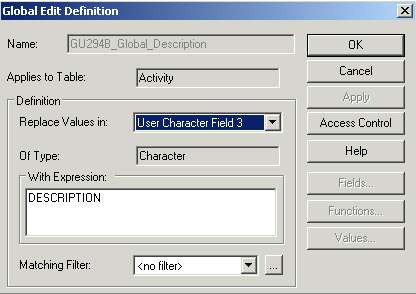 Global Edit Definition
Name: GU294B_Global_Description
OK
Applies to Table: Activity
Cancel
Apply
Definition
Replace Values in: User Character Field 3
Access Control
Of Type: Character
Help
With Expression:
DESCRIPTION
Fields...
Functions...
Values...
Matching Filter: <no filter> ...